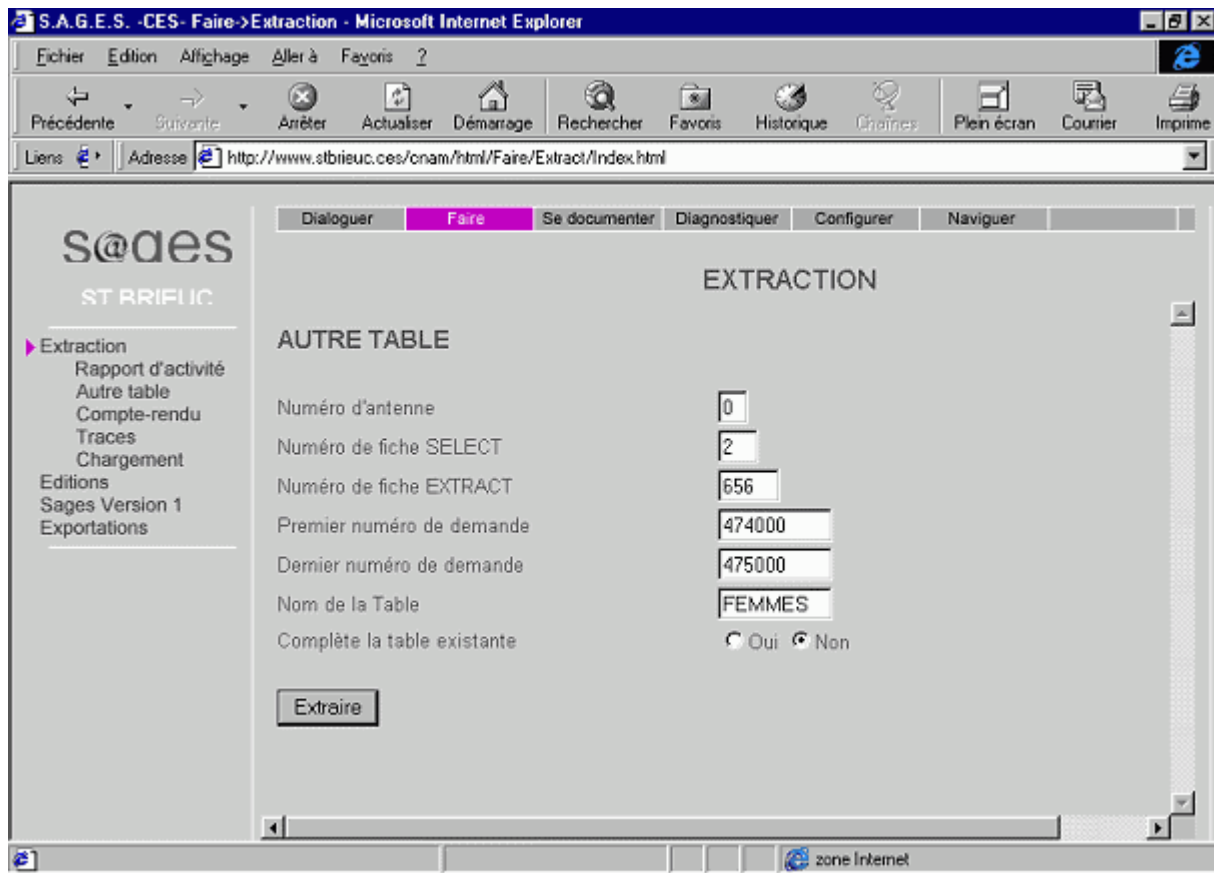 S.A.G.E.S. -CES- Faire->Extraction - Microsoft Internet Explorer
Fichier Edition Affichage Aller à Favoris ?
Précédente Suivante Arrêter Actualiser Démarrage Rechercher Favoris Historique Chaînes Plein écran Courrier Imprime
Liens Adresse http://www.stbrieuc.ces/cnam/html/Faire/Extract/Index.html
Dialoguer Faire Se documenter Diagnostiquer Configurer Naviguer
s@ges
ST BRIEUC
Extraction
Rapport d'activité
Autre table
Compte-rendu
Traces
Chargement
Editions
Sages Version 1
Exportations
EXTRACTION
AUTRE TABLE
Numéro d'antenne 0
Numéro de fiche SELECT 2
Numéro de fiche EXTRACT 656
Premier numéro de demande 474000
Dernier numéro de demande 475000
Nom de la Table FEMMES
Complète la table existante Oui Non
Extraire
zone Internet